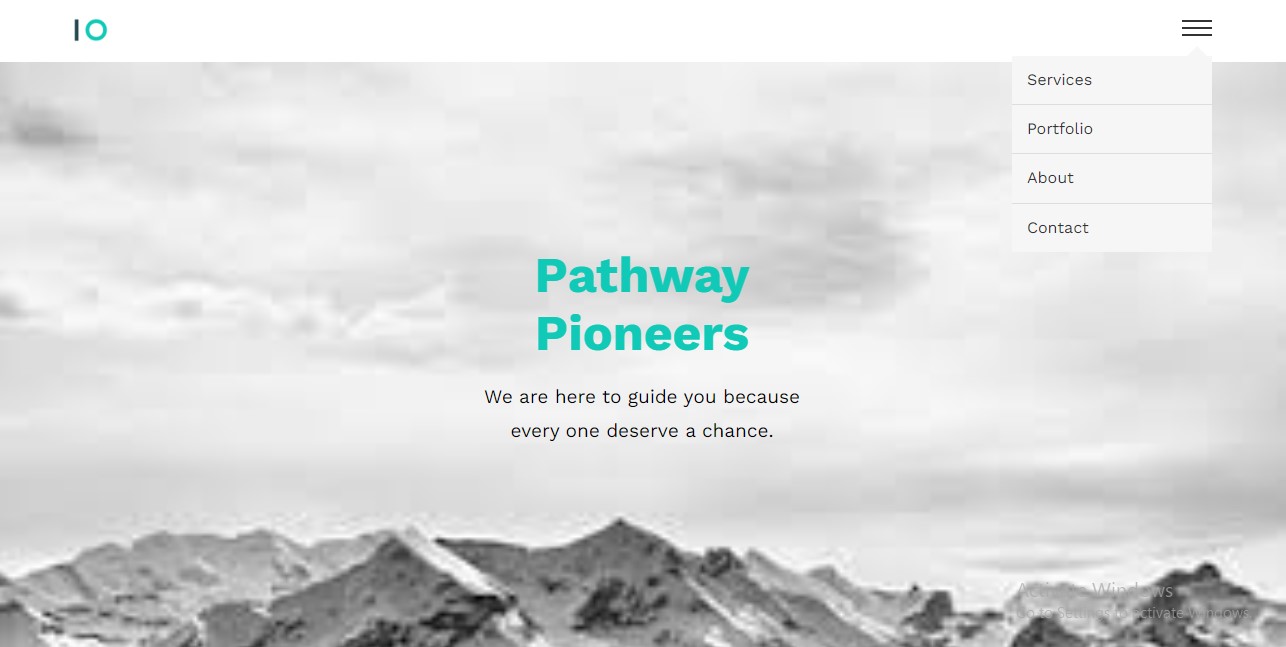 IO
Services
Portfolio
About
Contact
Pathway
Pioneers
We are here to guide you because
every one deserve a chance.
Activate Windows
Go to Settings to activate Windows.